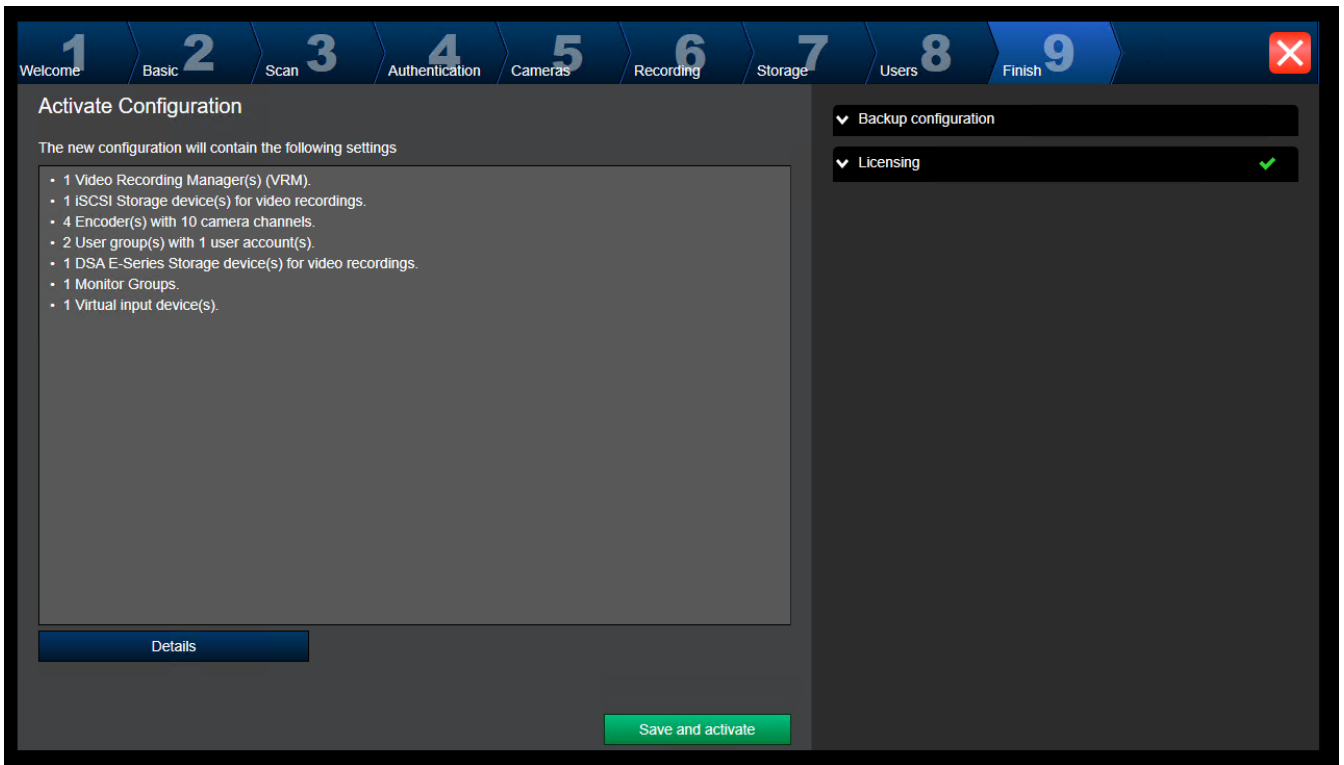 1 Welcome
2 Basic
3 Scan
4 Authentication
5 Cameras
6 Recording
7 Storage
8 Users
9 Finish
Activate Configuration
The new configuration will contain the following settings
• 1 Video Recording Manager(s) (VRM).
• 1 iSCSI Storage device(s) for video recordings.
• 4 Encoder(s) with 10 camera channels.
• 2 User group(s) with 1 user account(s).
• 1 DSA E-Series Storage device(s) for video recordings.
• 1 Monitor Groups.
• 1 Virtual input device(s).
Details
Save and activate
Backup configuration
Licensing